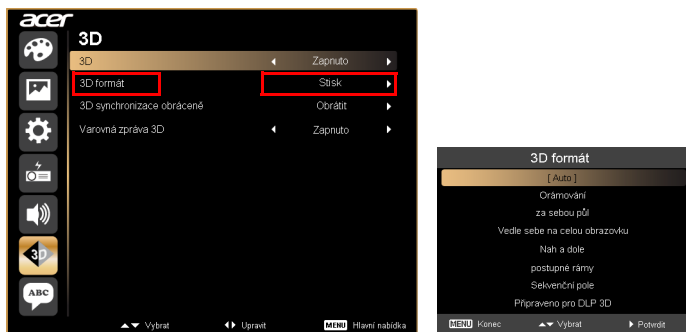 acer
3D
3D Zapnuto
3D formát Stisk
3D synchronizace obráceně Obrátit
Varovná zpráva 3D Zapnuto
3D
ABC
Vybrat Upravit MENU Hlavní nabídka
3D formát
[ Auto ]
Orámování
za sebou půl
Vedle sebe na celou obrazovku
Nah a dole
postupné rámy
Sekvenční pole
Připraveno pro DLP 3D
MENU Konec Vybrat Potvrdit